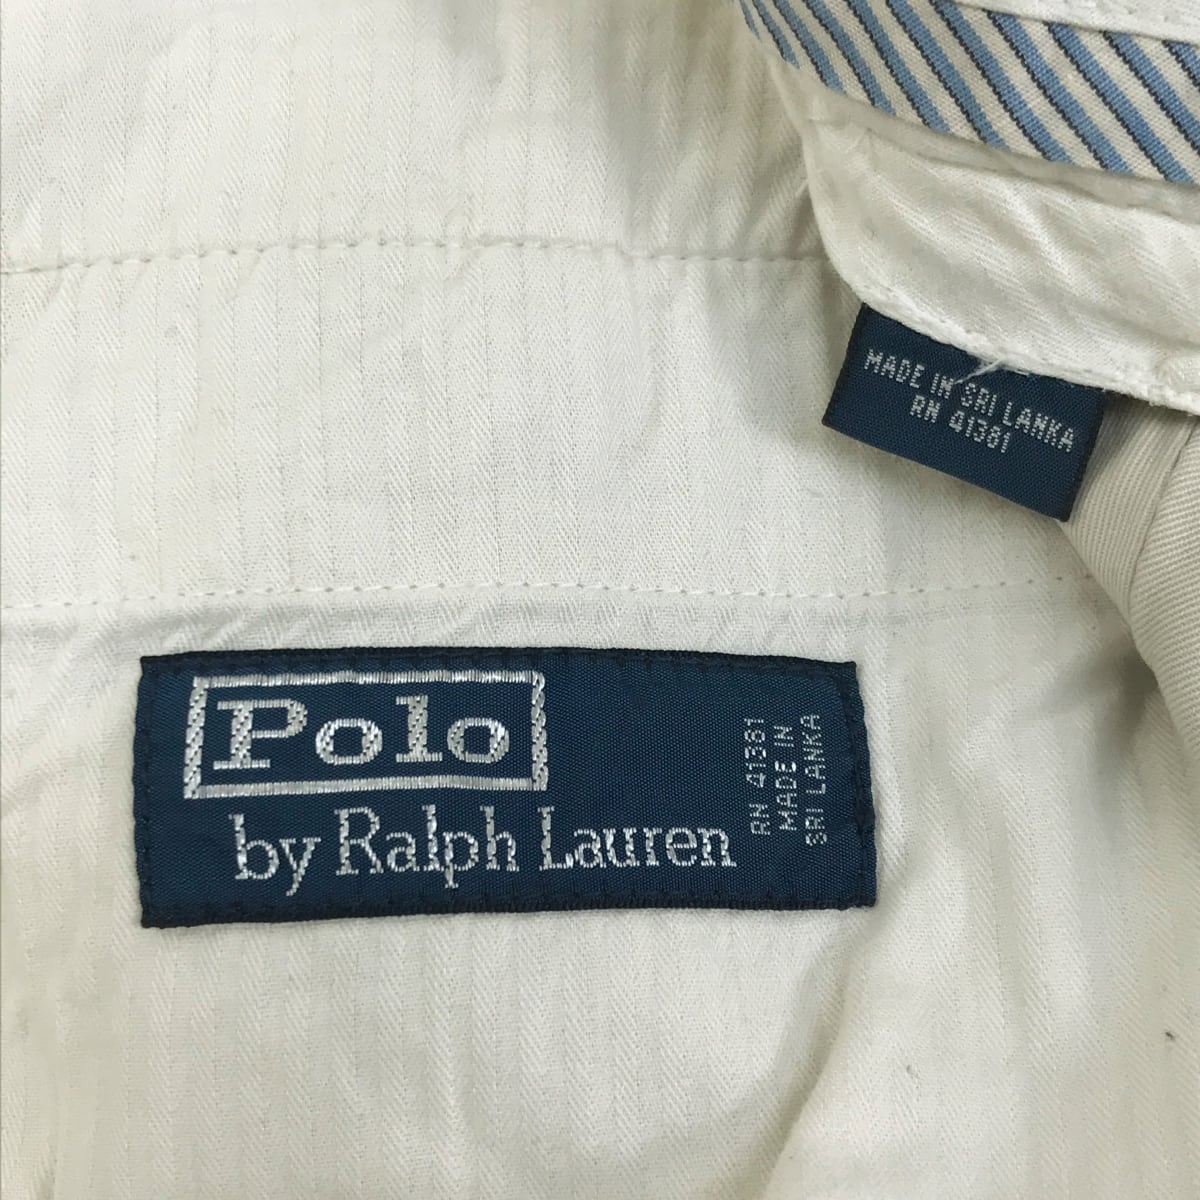 MADE IN SRI LANKA
RN 41381
Polo
by Ralph Lauren
RN 41381
MADE IN
SRI LANKA